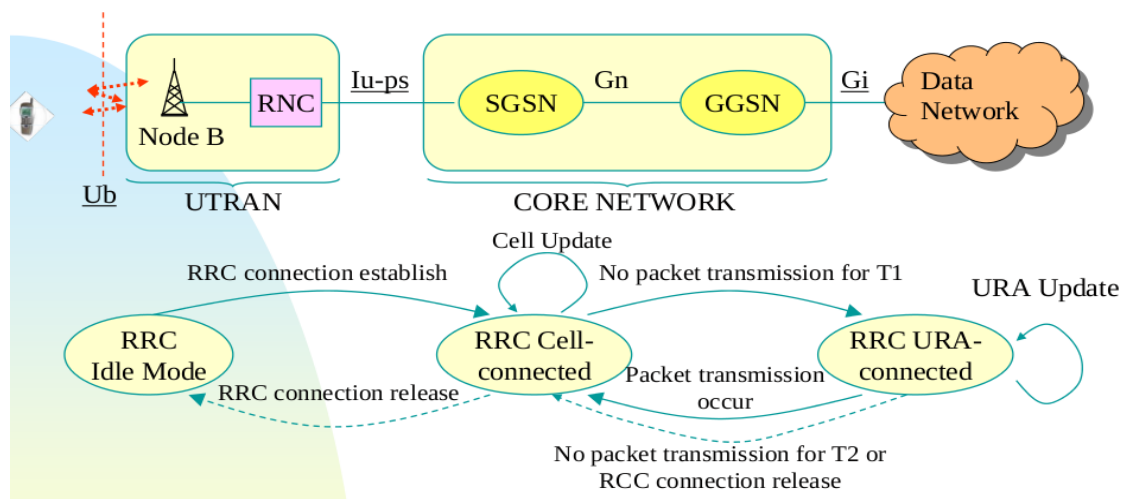 Iu-ps
Gn
Gi
Data
Network
SGSN
GGSN
RNC
Node B
Ub
UTRAN
CORE NETWORK
Cell Update
RRC connection establish
No packet transmission for T1
URA Update
RRC
Idle Mode
RRC Cell-
connected
RRC URA-
connected
Packet transmission
occur
RRC connection release
No packet transmission for T2 or
RCC connection release